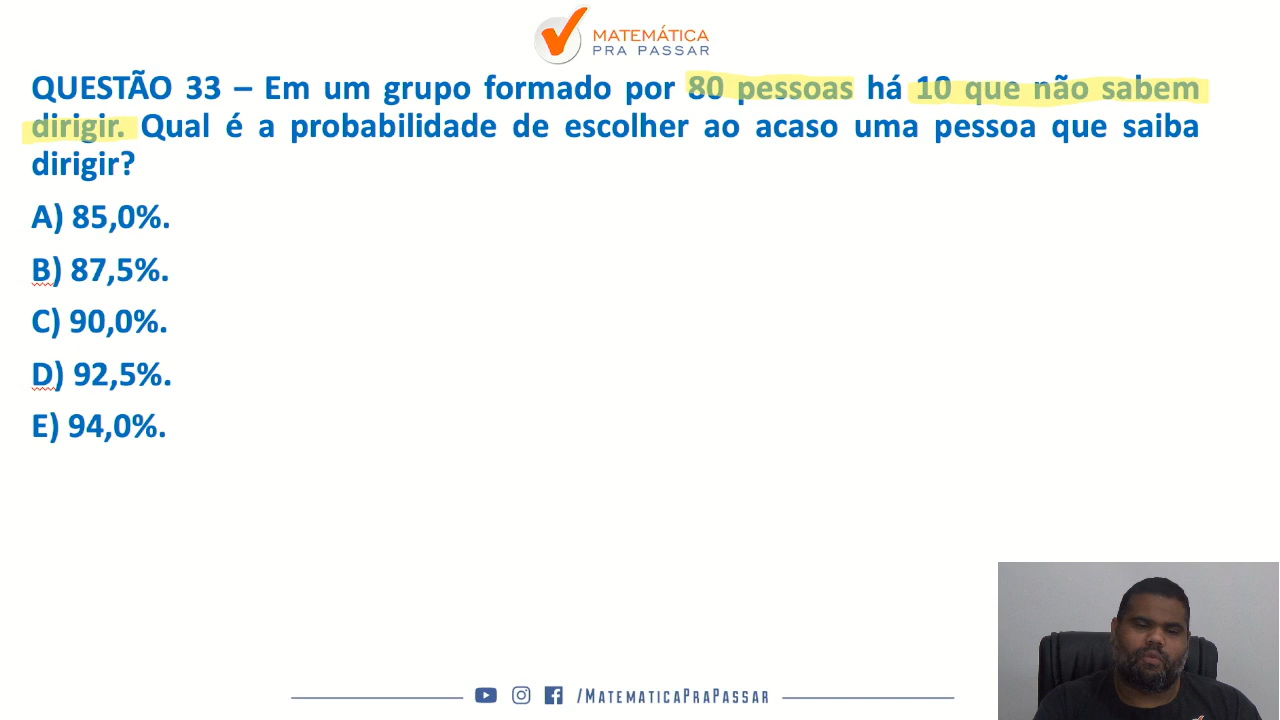 MATEMÁTICA
PRA PASSAR
QUESTÃO 33 – Em um grupo formado por 80 pessoas há 10 que não sabem
dirigir. Qual é a probabilidade de escolher ao acaso uma pessoa que saiba
dirigir?
A) 85,0%.
B) 87,5%.
C) 90,0%.
D) 92,5%.
E) 94,0%.
/MATEMATICAPRAPASSAR